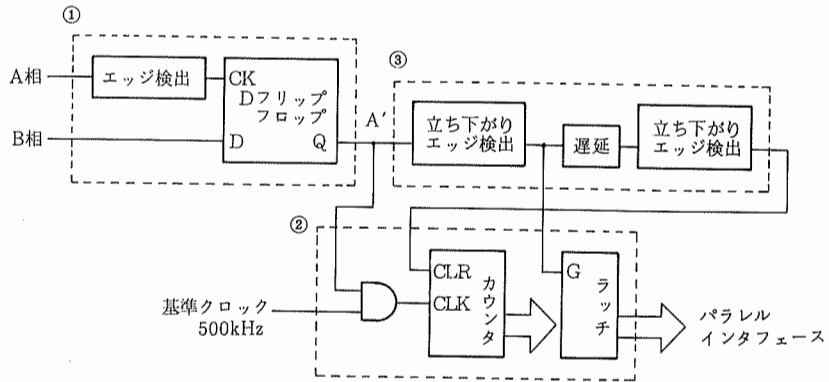 ①
A相
エッジ検出
CK
Dフリップ
フロップ
B相
D
Q
A′
③
立ち下がり
エッジ検出
遅延
立ち下がり
エッジ検出
②
基準クロック
500kHz
CLR
CLK
カウンタ
G
ラッチ
パラレル
インタフェース